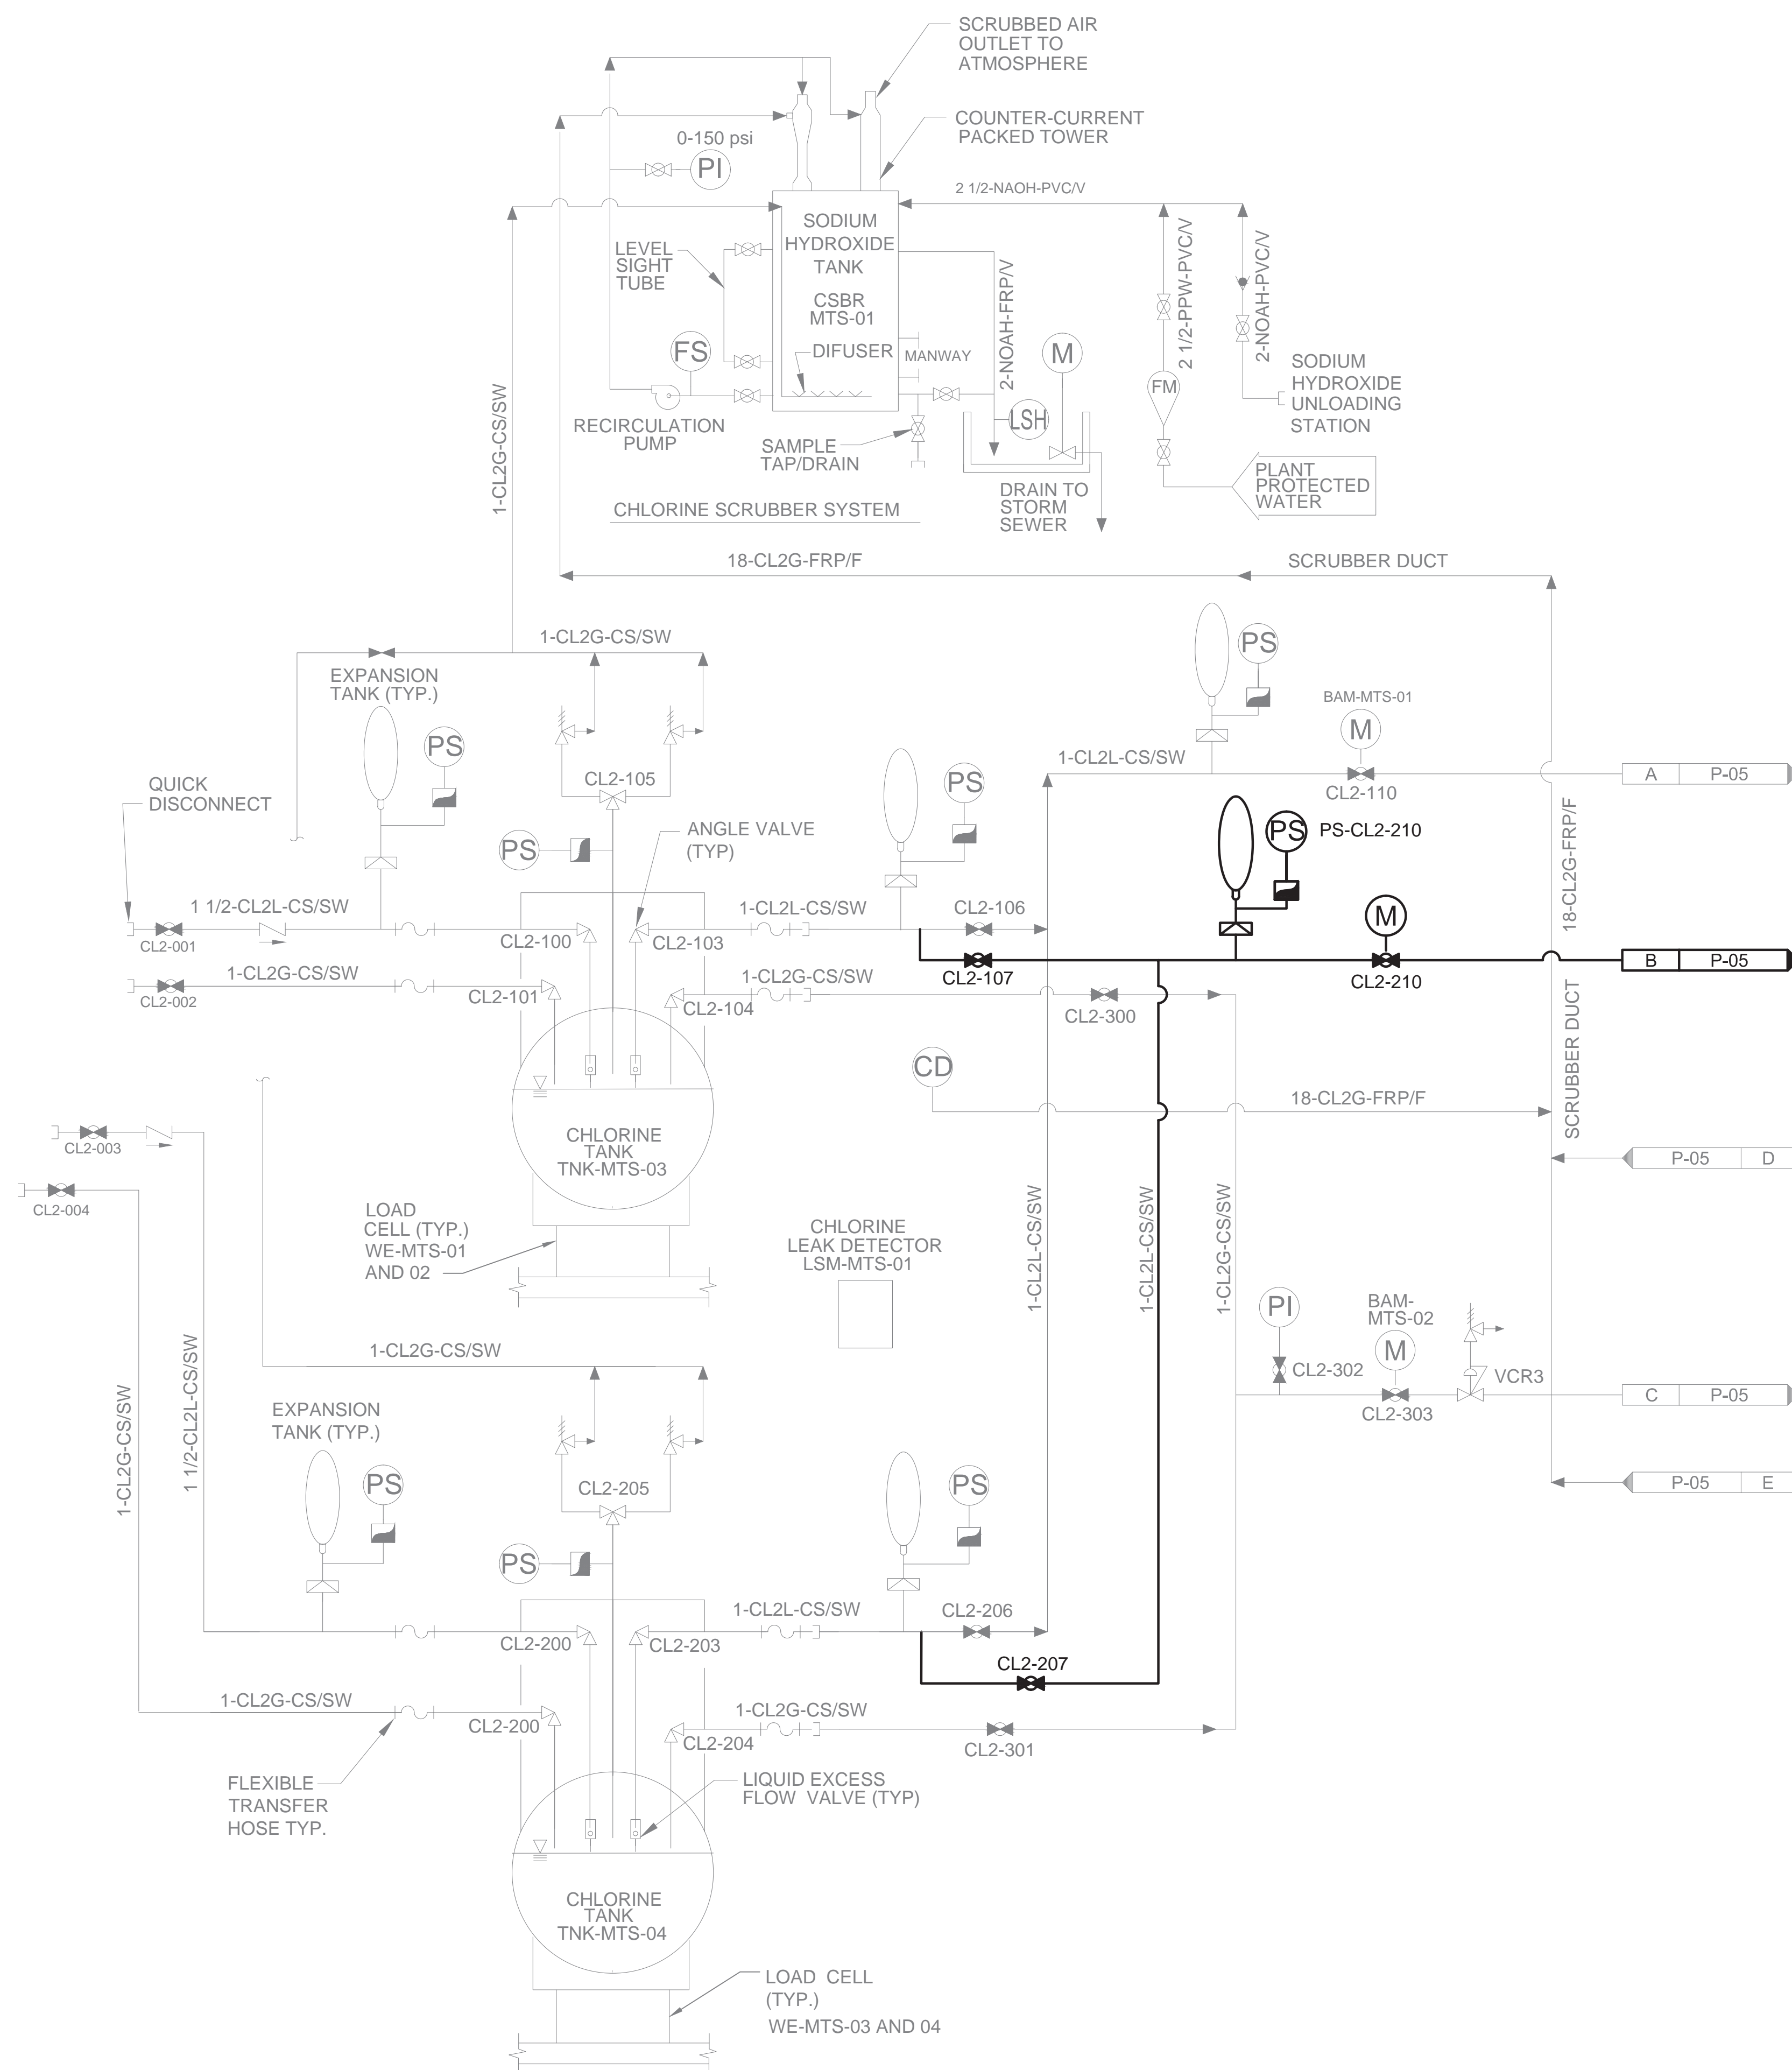 SCRUBBED AIR
OUTLET TO
ATMOSPHERE
COUNTER-CURRENT
PACKED TOWER
0-150 psi
PI
2 1/2-NAOH-PVC/V
SODIUM
HYDROXIDE
TANK
CSBR
MTS-01
DIFUSER
LEVEL
SIGHT
TUBE
FS
MANWAY
M
FM
LSH
2-NOAH-FRP/V
2 1/2-PPW-PVC/V
2-NOAH-PVC/V
SODIUM
HYDROXIDE
UNLOADING
STATION
RECIRCULATION
PUMP
SAMPLE
TAP/DRAIN
DRAIN TO
STORM
SEWER
PLANT
PROTECTED
WATER
CHLORINE SCRUBBER SYSTEM
1-CL2G-CS/SW
18-CL2G-FRP/F
SCRUBBER DUCT
1-CL2G-CS/SW
EXPANSION
TANK (TYP.)
PS
PS
BAM-MTS-01
M
QUICK
DISCONNECT
CL2-105
PS
1-CL2L-CS/SW
CL2-110
A P-05
PS
ANGLE VALVE
(TYP)
PS PS-CL2-210
18-CL2G-FRP/F
1 1/2-CL2L-CS/SW
CL2-001
CL2-100
CL2-103
1-CL2L-CS/SW
CL2-106
M
1-CL2G-CS/SW
CL2-002
CL2-101
CL2-104
1-CL2G-CS/SW
CL2-107
CL2-210
B P-05
CL2-300
SCRUBBER DUCT
CD
18-CL2G-FRP/F
CL2-003
CHLORINE
TANK
TNK-MTS-03
P-05 D
CL2-004
LOAD
CELL (TYP.)
WE-MTS-01
AND 02
CHLORINE
LEAK DETECTOR
LSM-MTS-01
1-CL2L-CS/SW
1-CL2L-CS/SW
1-CL2G-CS/SW
PI
CL2-302
BAM-
MTS-02
M
CL2-303
VCR3
C P-05
1-CL2G-CS/SW
1-CL2G-CS/SW
1 1/2-CL2L-CS/SW
EXPANSION
TANK (TYP.)
PS
CL2-205
PS
PS
P-05 E
CL2-200
CL2-203
1-CL2L-CS/SW
CL2-206
CL2-207
1-CL2G-CS/SW
CL2-200
CL2-204
1-CL2G-CS/SW
CL2-301
FLEXIBLE
TRANSFER
HOSE TYP.
LIQUID EXCESS
FLOW VALVE (TYP)
CHLORINE
TANK
TNK-MTS-04
LOAD CELL
(TYP.)
WE-MTS-03 AND 04